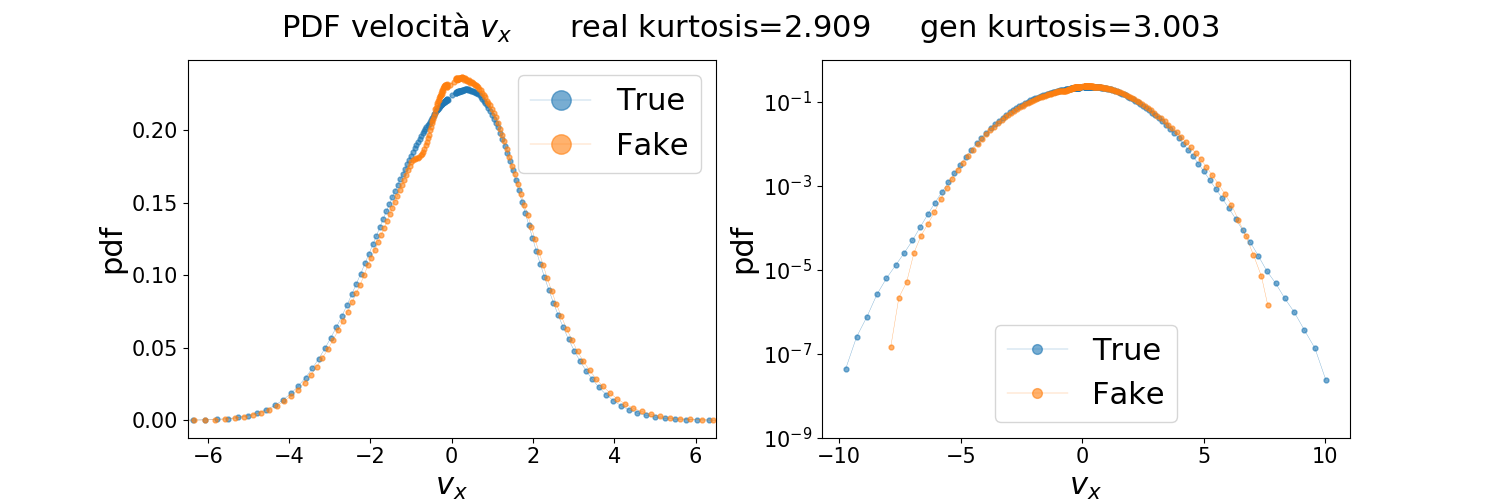 PDF velocità $v_x$ real kurtosis=2.909 gen kurtosis=3.003
pdf
0.20
0.15
0.10
0.05
0.00
−6 −4 −2 0 2 4 6
$v_x$
True
Fake
pdf
10⁻¹
10⁻³
10⁻⁵
10⁻⁷
10⁻⁹
−10 −5 0 5 10
$v_x$
True
Fake